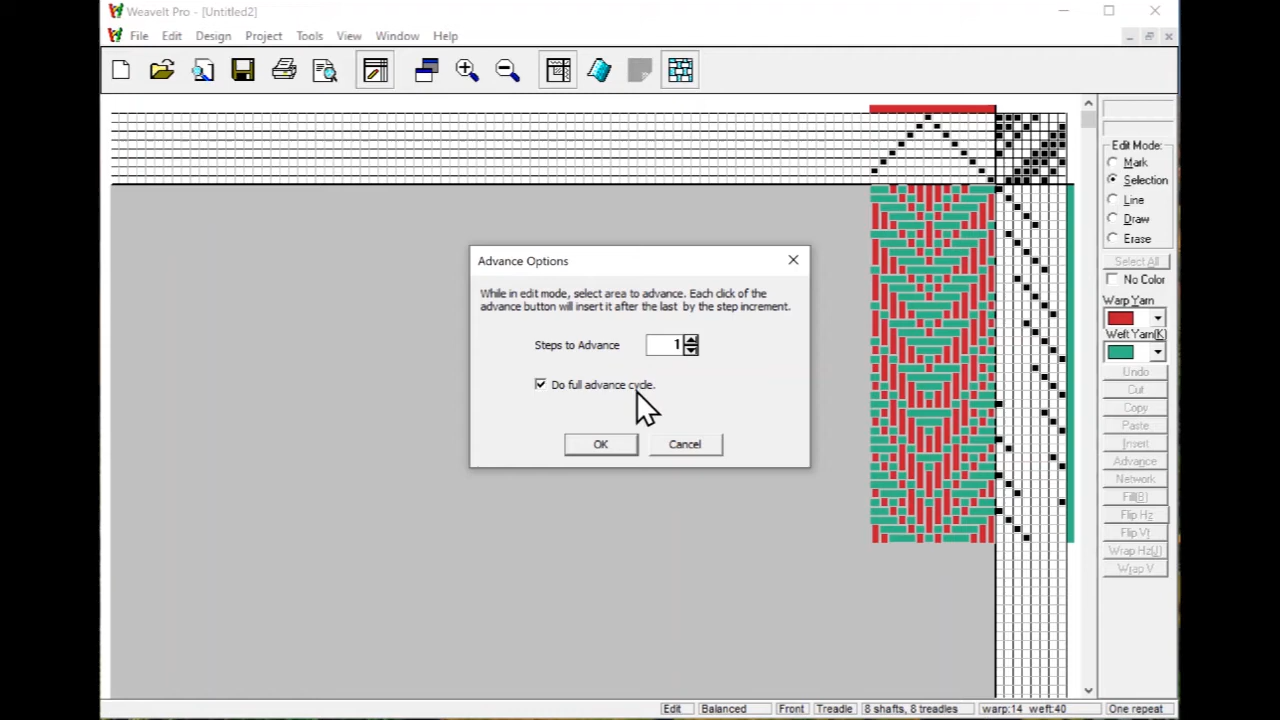 WeaveIt Pro - [Untitled2]
File Edit Design Project Tools View Window Help
Edit Mode:
Mark
Selection
Line
Draw
Erase
Select All
No Color
Warp Yarn
Weft Yarn(K)
Undo
Cut
Copy
Paste
Insert
Advance
Network
Fill(B)
Flip Hz
Flip Vt
Wrap Hz(J)
Wrap V
Advance Options
While in edit mode, select area to advance. Each click of the
advance button will insert it after the last by the step increment.
Steps to Advance 1
Do full advance cycle.
OK Cancel
Edit Balanced Front Treadle 8 shafts, 8 treadles warp:14 weft:40 One repeat